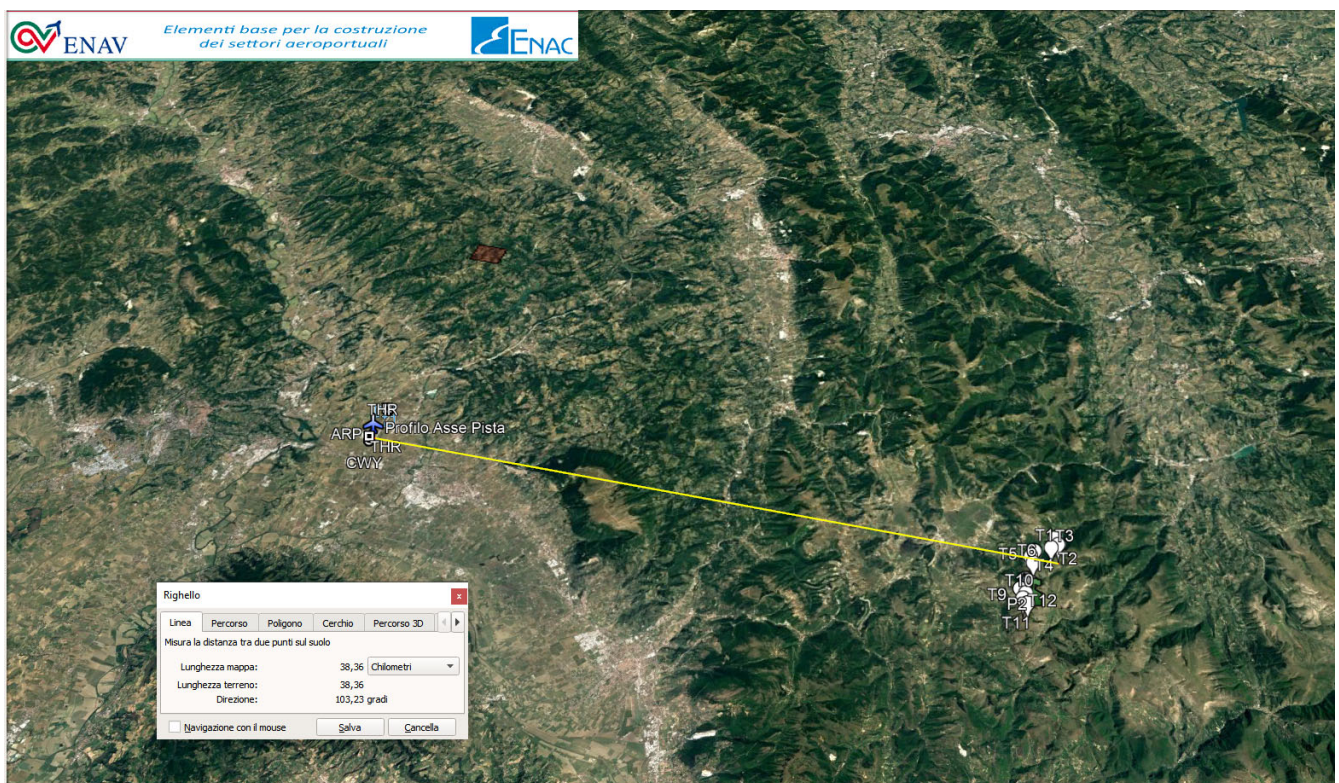 ENAV
Elementi base per la costruzione
dei settori aeroportuali
ENAC
THR
Profilo Asse Pista
ARP
THR
CWY
T1
T3
T5
T6
T2
T4
T10
T9
P2
T12
T11
Righello
x
Linea
Percorso
Poligono
Cerchio
Percorso 3D
Misura la distanza tra due punti sul suolo
Lunghezza mappa: 38,36 Chilometri
Lunghezza terreno: 38,36
Direzione: 103,23 gradi
Navigazione con il mouse
Salva
Cancella